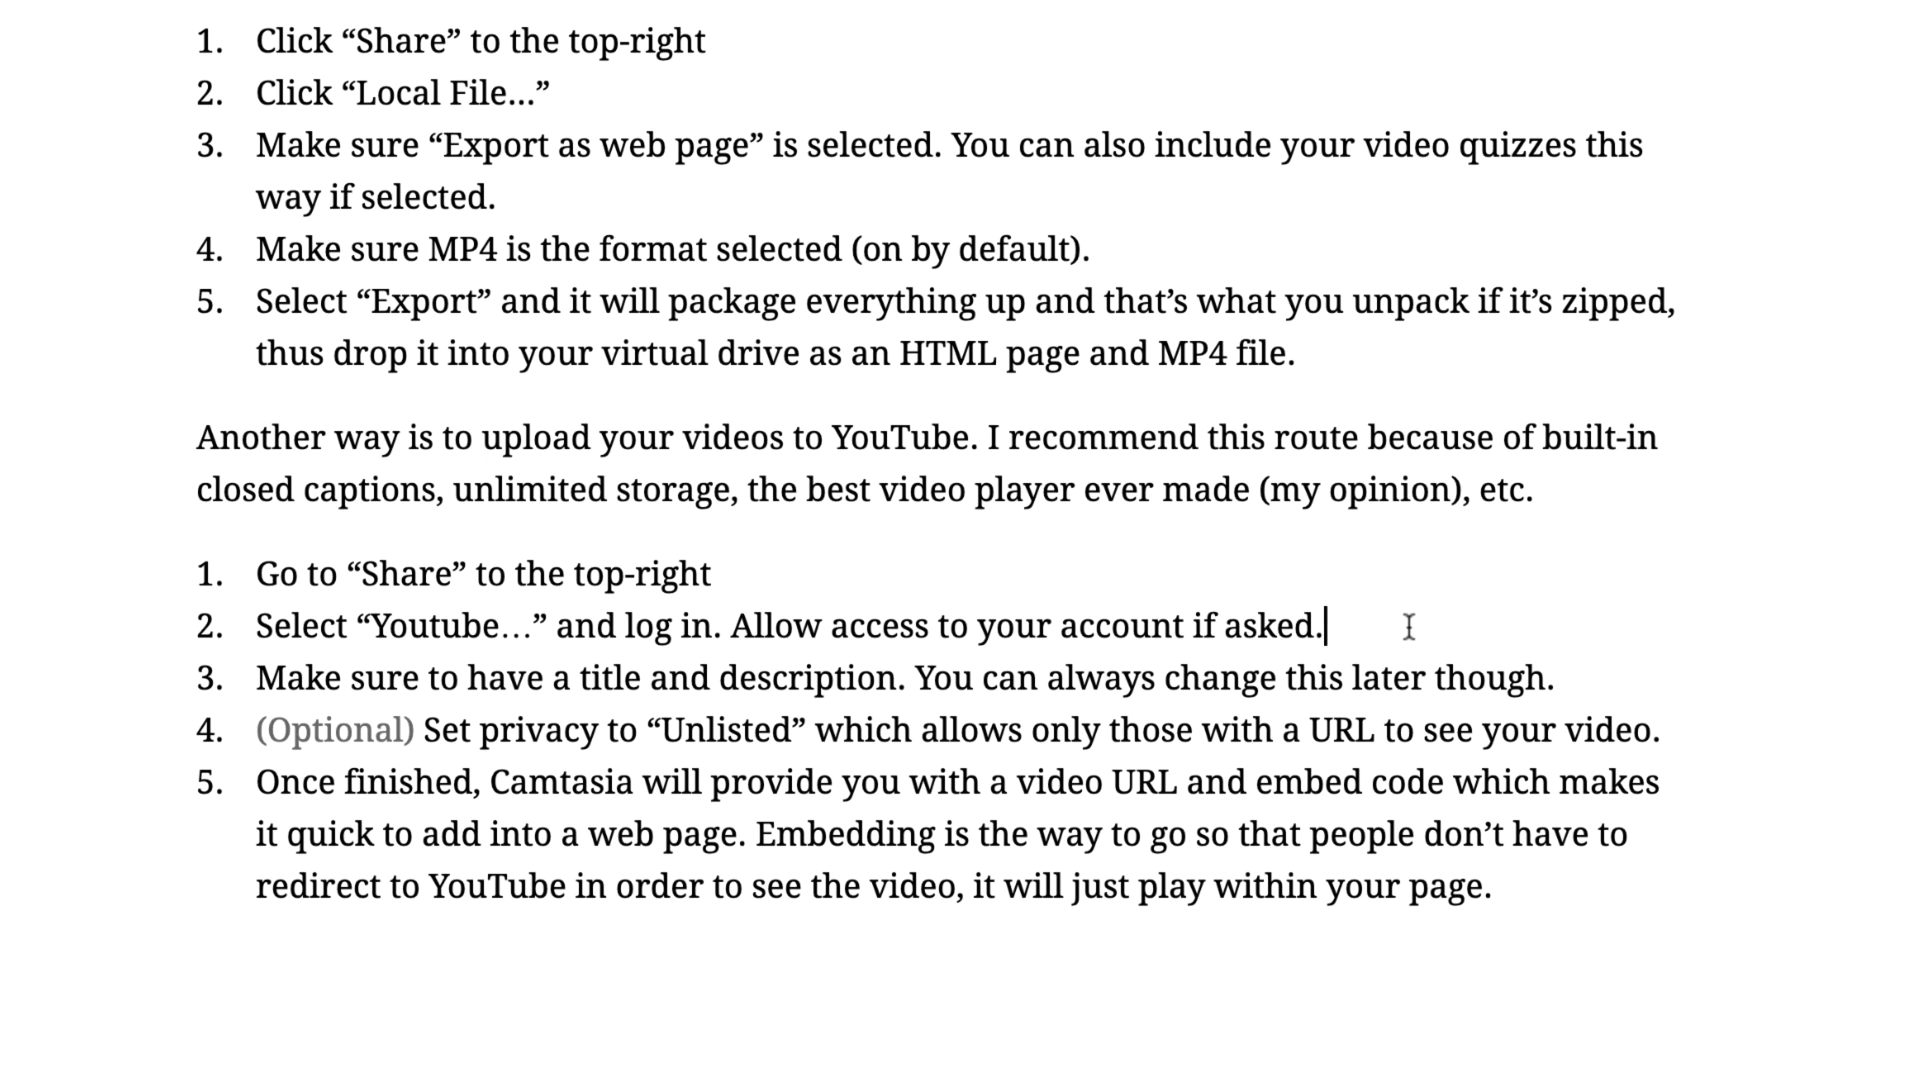 1. Click “Share” to the top-right
2. Click “Local File...”
3. Make sure “Export as web page” is selected. You can also include your video quizzes this
way if selected.
4. Make sure MP4 is the format selected (on by default).
5. Select “Export” and it will package everything up and that’s what you unpack if it’s zipped,
thus drop it into your virtual drive as an HTML page and MP4 file.
Another way is to upload your videos to YouTube. I recommend this route because of built-in
closed captions, unlimited storage, the best video player ever made (my opinion), etc.
1. Go to “Share” to the top-right
2. Select “Youtube…” and log in. Allow access to your account if asked.
3. Make sure to have a title and description. You can always change this later though.
4. (Optional) Set privacy to “Unlisted” which allows only those with a URL to see your video.
5. Once finished, Camtasia will provide you with a video URL and embed code which makes
it quick to add into a web page. Embedding is the way to go so that people don’t have to
redirect to YouTube in order to see the video, it will just play within your page.